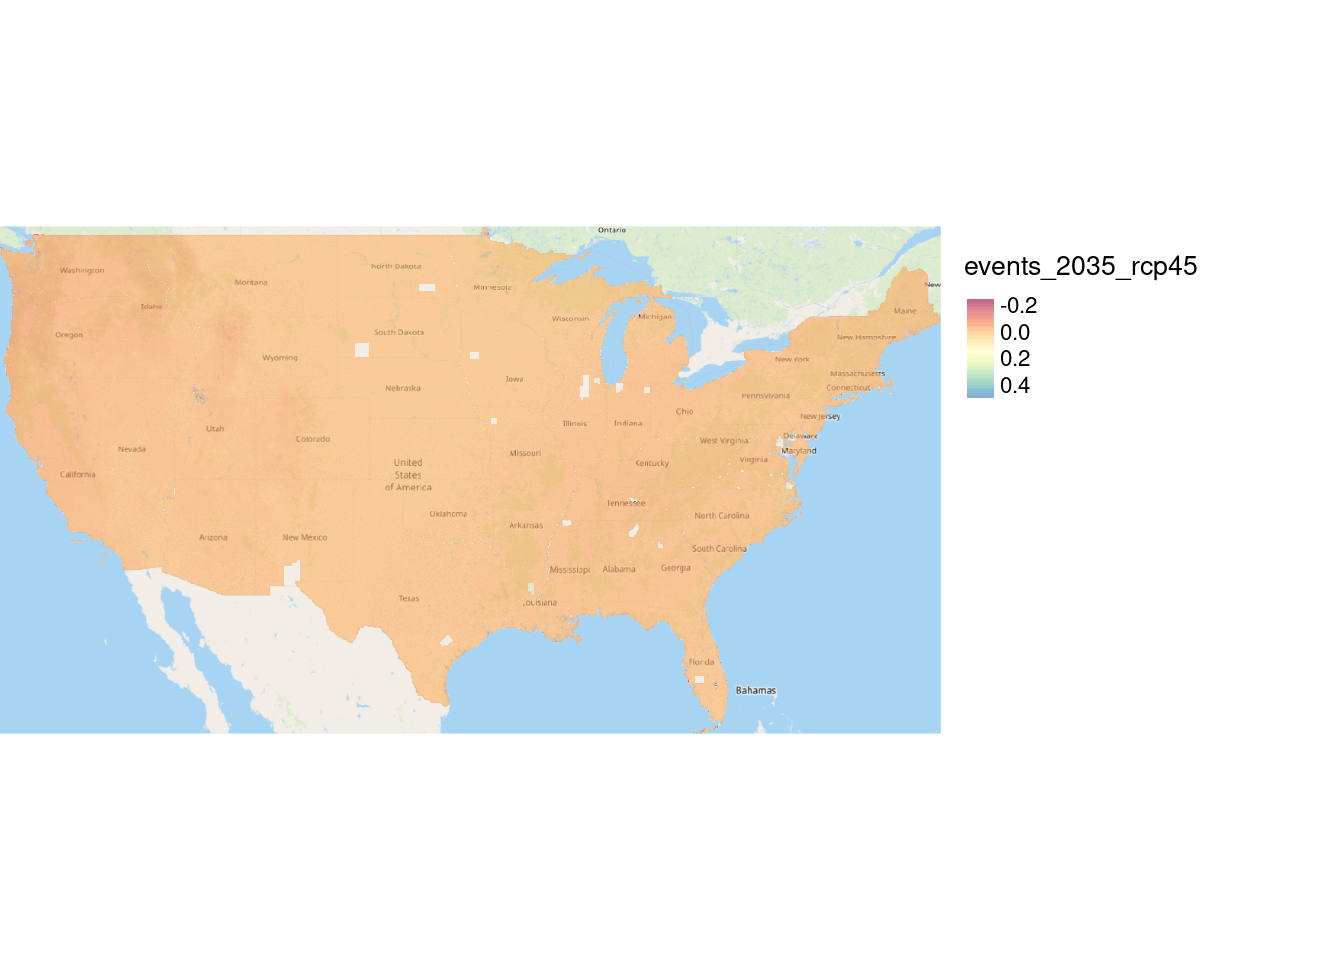 Ontario
Washington
Montana
North Dakota
Minnesota
New
Idaho
Maine
Oregon
South Dakota
Wisconsin
Michigan
New Hampshire
Wyoming
New York
Massachusetts
Iowa
Connecticut
Nebraska
Pennsylvania
Ohio
New Jersey
Utah
Colorado
Illinois
Indiana
Delaware
Nevada
West Virginia
Maryland
Missouri
Virginia
Kentucky
California
United
States
of America
Tennessee
Oklahoma
North Carolina
Arkansas
Arizona
New Mexico
South Carolina
Mississippi
Alabama
Georgia
Texas
Louisiana
Florida
Bahamas
events_2035_rcp45
-0.2
0.0
0.2
0.4